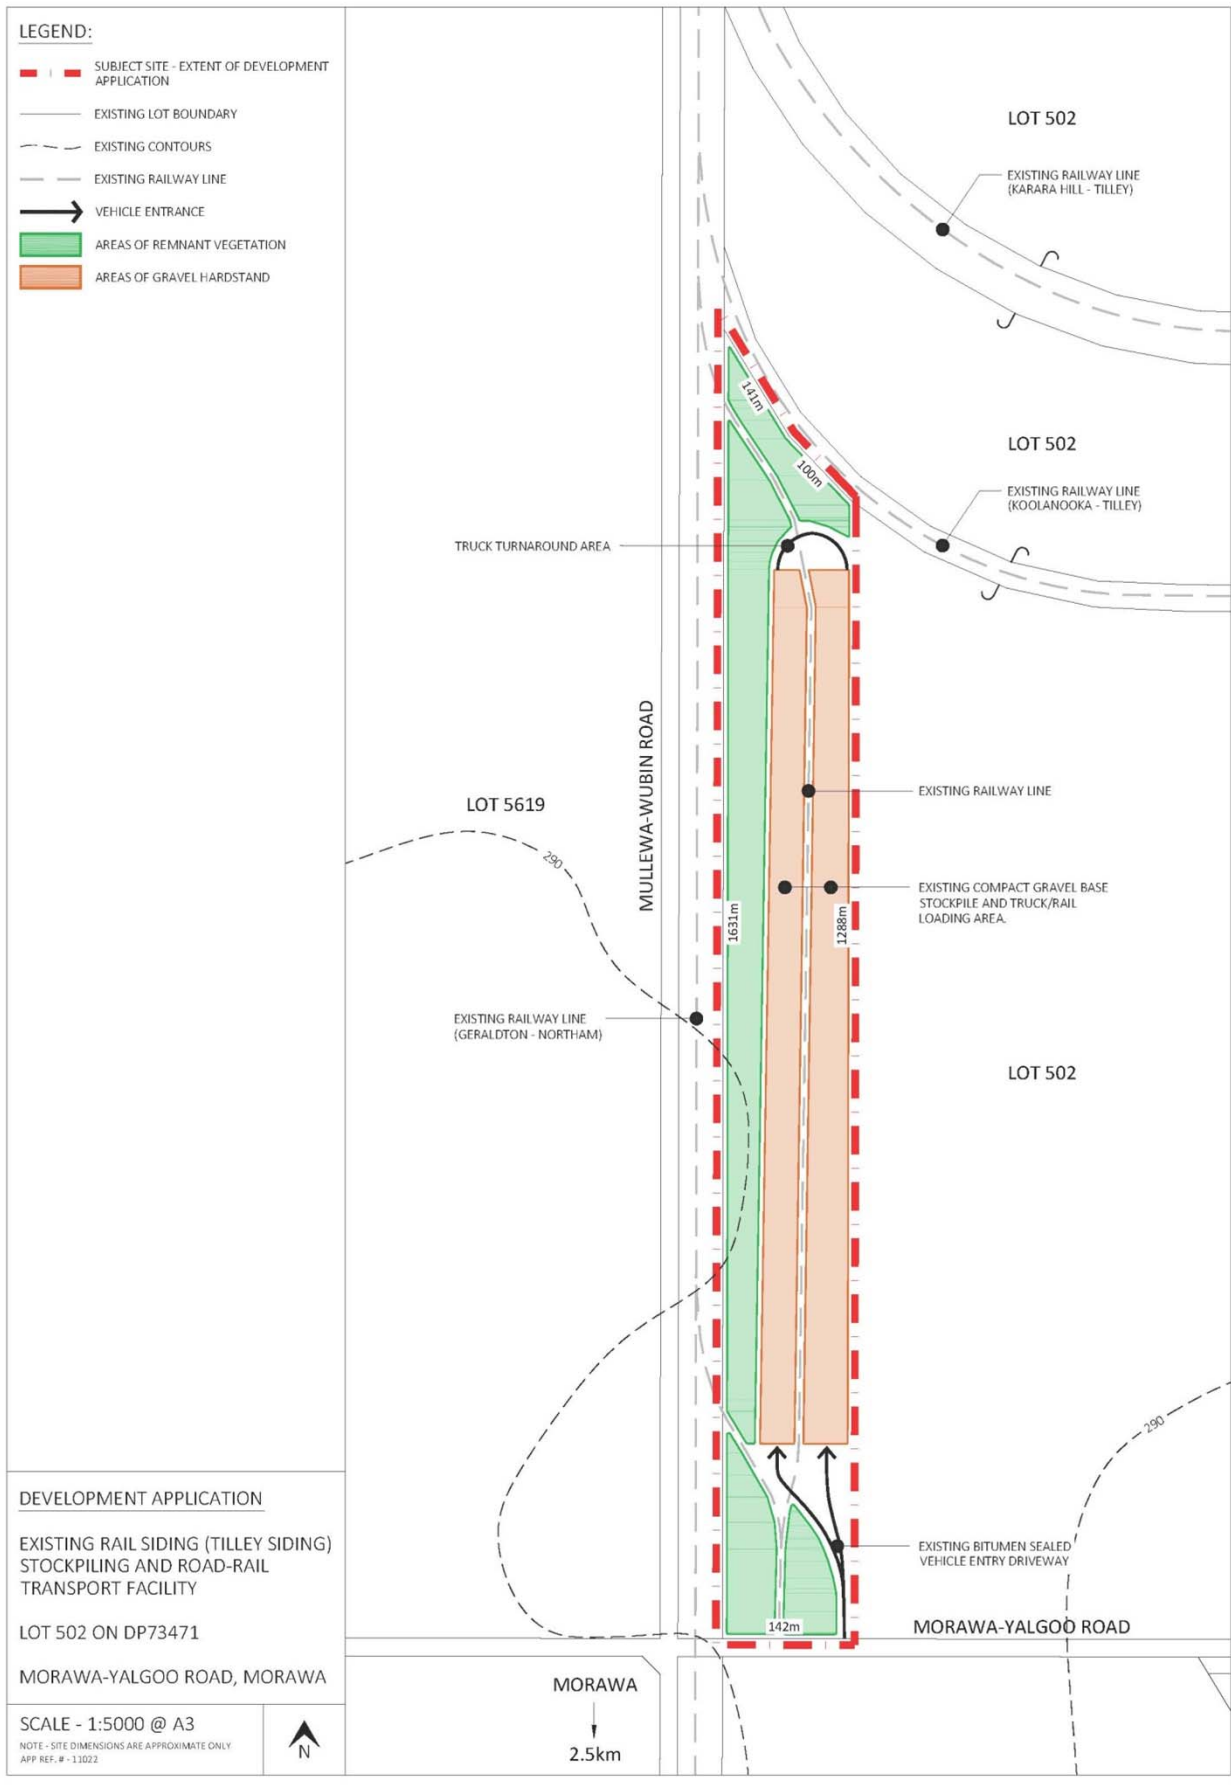 LEGEND:
SUBJECT SITE - EXTENT OF DEVELOPMENT
APPLICATION
EXISTING LOT BOUNDARY
EXISTING CONTOURS
EXISTING RAILWAY LINE
VEHICLE ENTRANCE
AREAS OF REMNANT VEGETATION
AREAS OF GRAVEL HARDSTAND
LOT 502
EXISTING RAILWAY LINE
(KARARA HILL - TILLEY)
141m
100m
LOT 502
EXISTING RAILWAY LINE
(KOOLANOOKA - TILLEY)
TRUCK TURNAROUND AREA
MULLEWA-WUBIN ROAD
LOT 5619
290
EXISTING RAILWAY LINE
EXISTING COMPACT GRAVEL BASE
STOCKPILE AND TRUCK/RAIL
LOADING AREA.
1631m
1288m
EXISTING RAILWAY LINE
(GERALDTON - NORTHAM)
LOT 502
290
EXISTING BITUMEN SEALED
VEHICLE ENTRY DRIVEWAY
142m
MORAWA-YALGOO ROAD
MORAWA
2.5km
DEVELOPMENT APPLICATION
EXISTING RAIL SIDING (TILLEY SIDING)
STOCKPILING AND ROAD-RAIL
TRANSPORT FACILITY
LOT 502 ON DP73471
MORAWA-YALGOO ROAD, MORAWA
SCALE - 1:5000 @ A3
NOTE - SITE DIMENSIONS ARE APPROXIMATE ONLY
APP REF. # - 11022
N